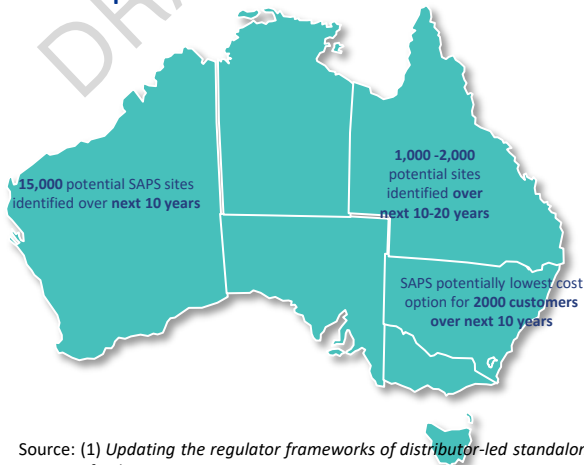 DRA
1,000 -2,000
potential sites
identified over
next 10-20 years
15,000 potential SAPS sites
identified over next 10 years
SAPS potentially lowest cost
option for 2000 customers
over next 10 years
Source: (1) Updating the regulator frameworks of distributor-led standalon